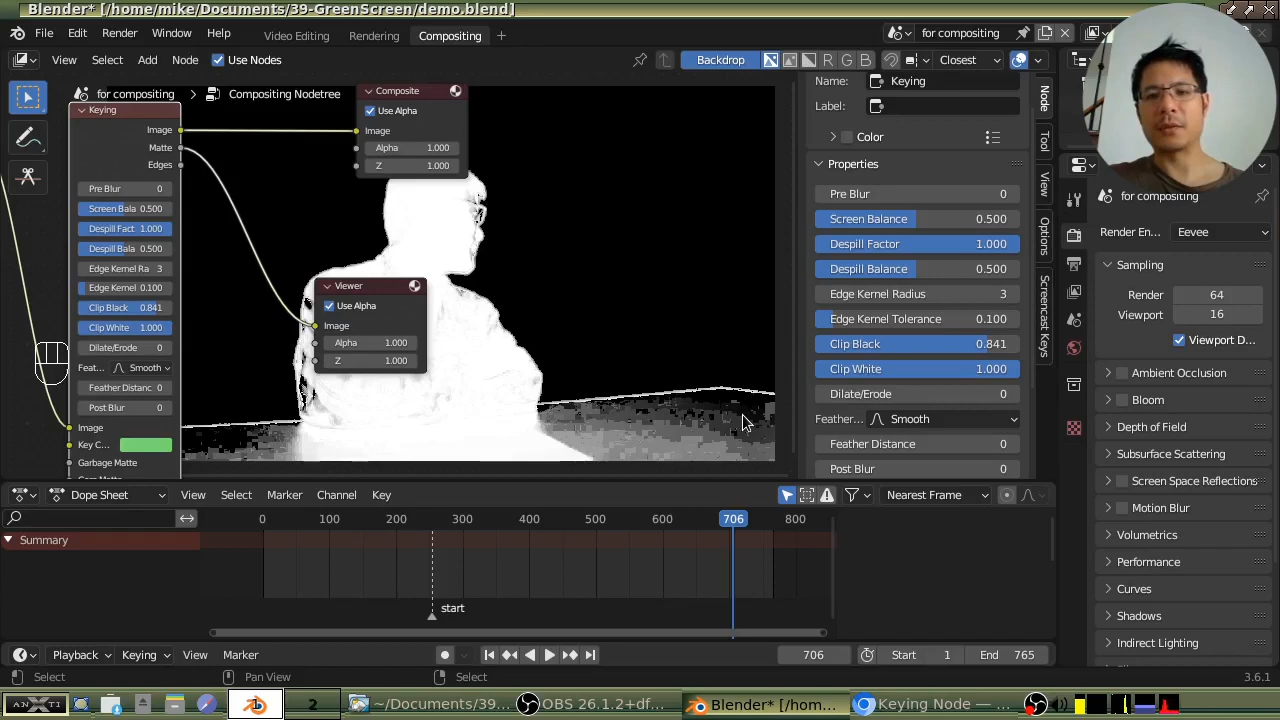 Blender* [/home/mike/Documents/39-GreenScreen/demo.blend]
File Edit Render Window Help
Video Editing Rendering Compositing +
for compositing
View Select Add Node Use Nodes
Backdrop R G B Closest
for compositing > Compositing Nodetree
Keying
Image
Matte
Edges
Pre Blur 0
Screen Bala 0.500
Despill Fact 1.000
Despill Bala 0.500
Edge Kernel Ra 3
Edge Kernel 0.100
Clip Black 0.841
Clip White 1.000
Dilate/Erode 0
Feat... Smooth
Feather Distanc 0
Post Blur 0
Image
Key C...
Garbage Matte
Composite
Use Alpha
Image
Alpha 1.000
Z 1.000
Viewer
Use Alpha
Image
Alpha 1.000
Z 1.000
Name: Keying
Label:
Color
Properties
Pre Blur 0
Screen Balance 0.500
Despill Factor 1.000
Despill Balance 0.500
Edge Kernel Radius 3
Edge Kernel Tolerance 0.100
Clip Black 0.841
Clip White 1.000
Dilate/Erode 0
Feather... Smooth
Feather Distance 0
Post Blur 0
Node
Tool
View
Options
Screencast Keys
for compositing
Render En... Eevee
Sampling
Render 64
Viewport 16
Viewport D...
Ambient Occlusion
Bloom
Depth of Field
Subsurface Scattering
Screen Space Reflections
Motion Blur
Volumetrics
Performance
Curves
Shadows
Indirect Lighting
Dope Sheet View Select Marker Channel Key Nearest Frame
0 100 200 300 400 500 600 706 800
Summary
start
Playback Keying View Marker 706 Start 1 End 765
Select Pan View Select 3.6.1
2 ~/Documents/39... OBS 26.1.2+df... Blender* [/hom... Keying Node — ...